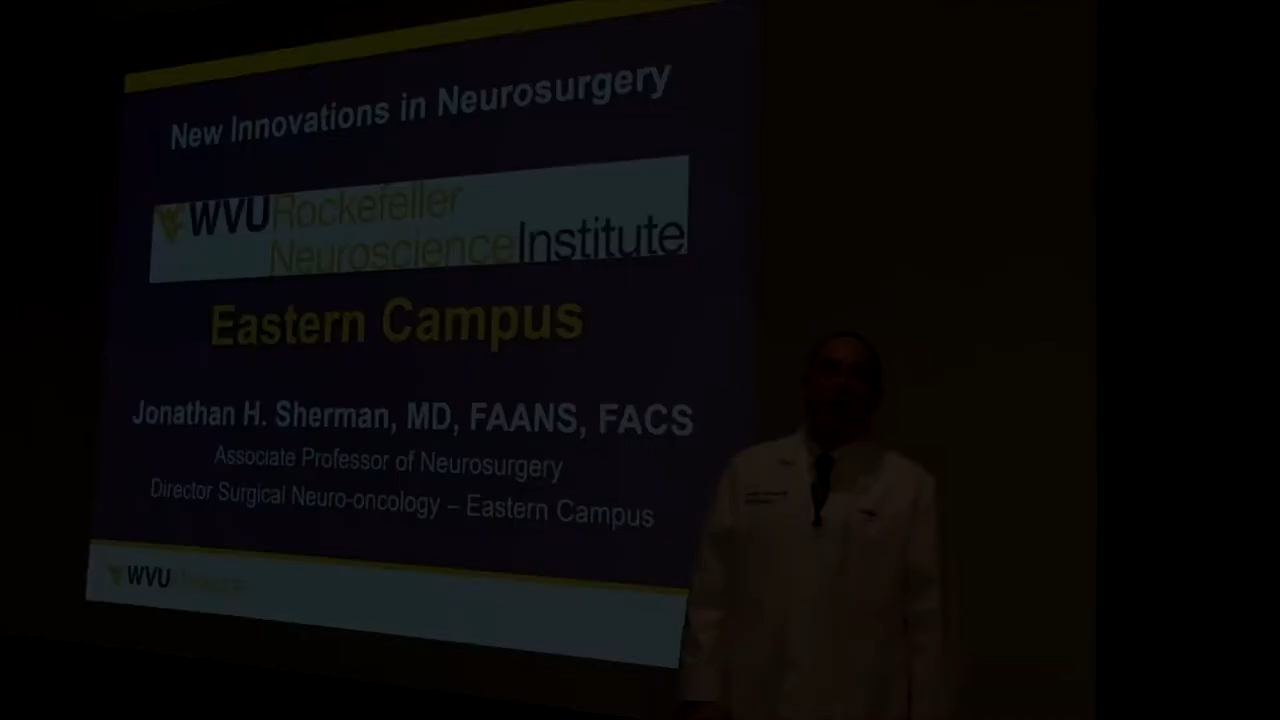 New Innovations in Neurosurgery
WVU Rockefeller
Neuroscience Institute
Eastern Campus
Jonathan H. Sherman, MD, FAANS, FACS
Associate Professor of Neurosurgery
Director Surgical Neuro-oncology – Eastern Campus
WVU